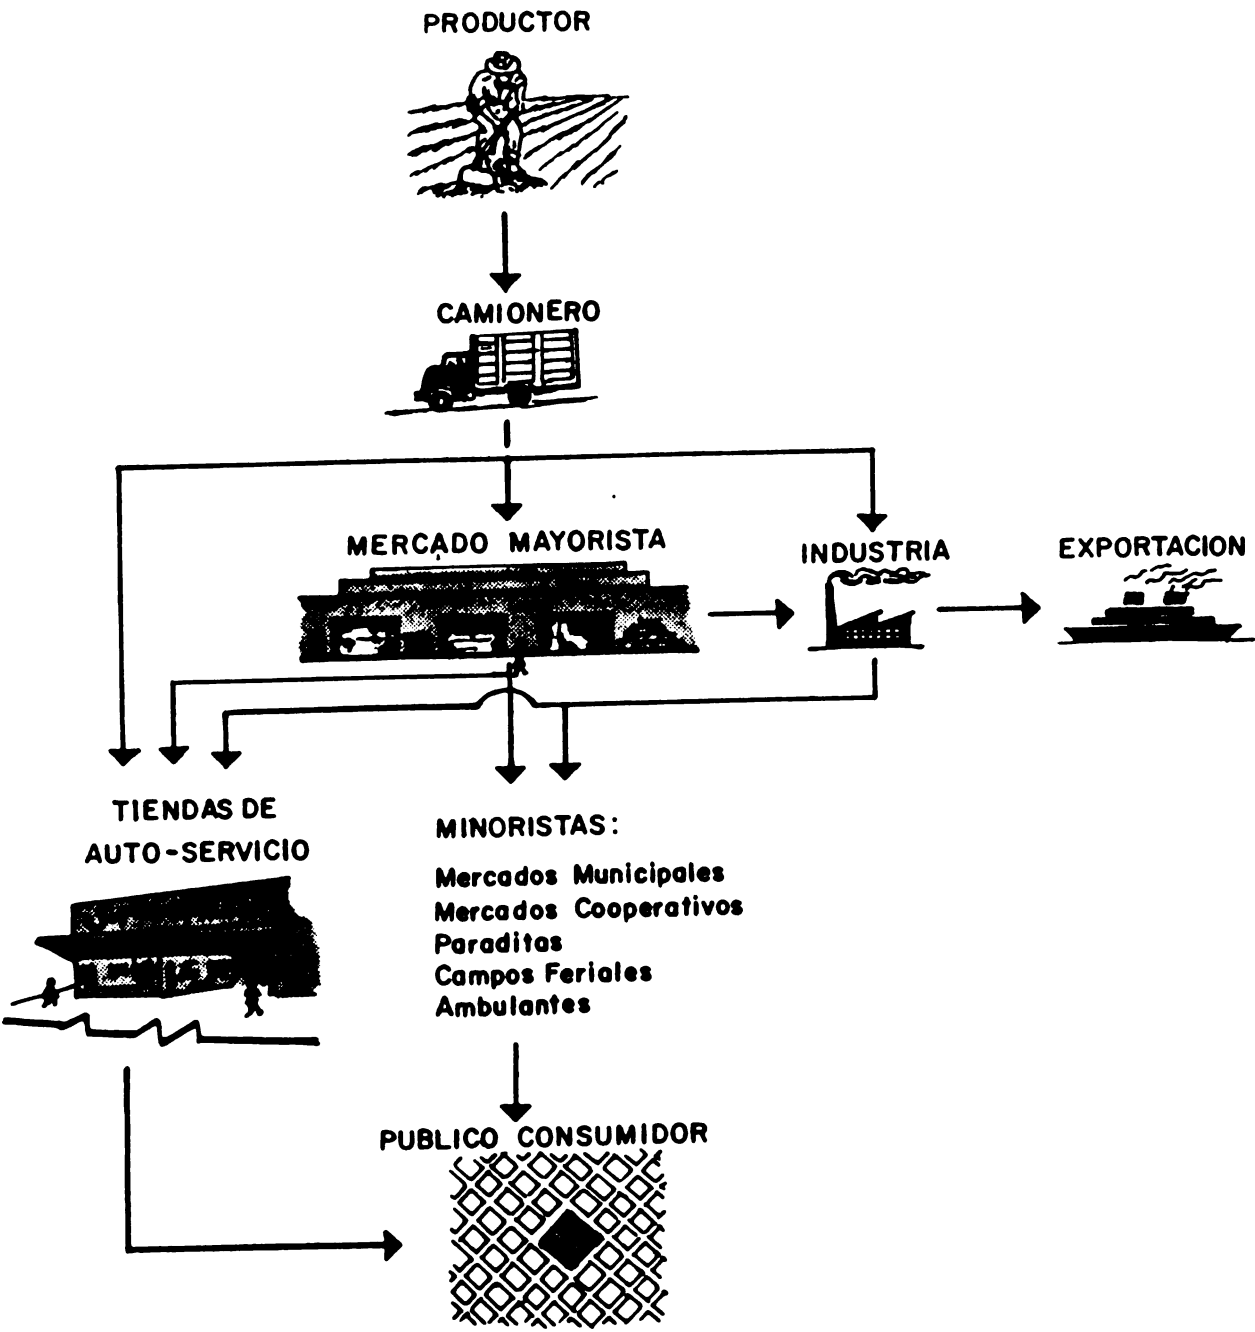 PRODUCTOR
CAMIONERO
MERCADO MAYORISTA
INDUSTRIA
EXPORTACION
TIENDAS DE
AUTO-SERVICIO
MINORISTAS:
Mercados Municipales
Mercados Cooperativos
Paraditas
Campos Feriales
Ambulantes
PUBLICO CONSUMIDOR